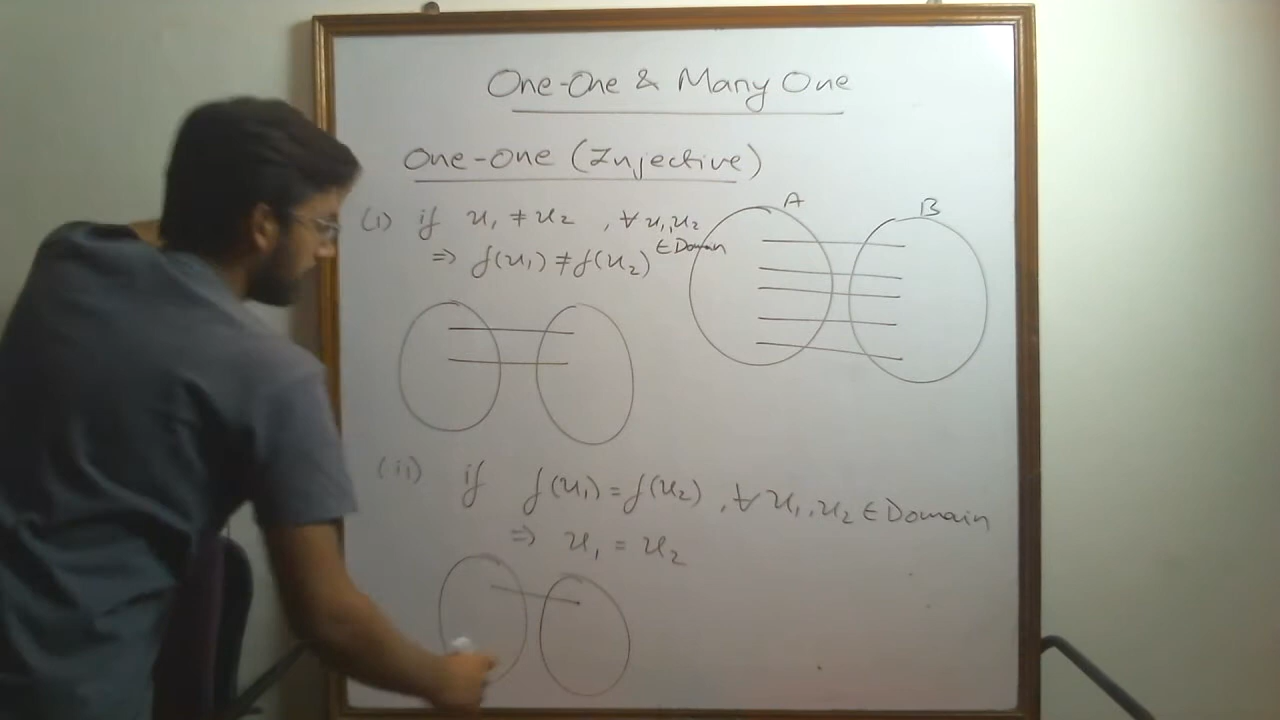 One-One & Many One
One-One (Injective)
(i) if x₁ ≠ x₂ , ∀ x₁, x₂ ∈ Domain
⇒ f(x₁) ≠ f(x₂)
A
B
(ii) if f(x₁) = f(x₂) , ∀ x₁, x₂ ∈ Domain
⇒ x₁ = x₂